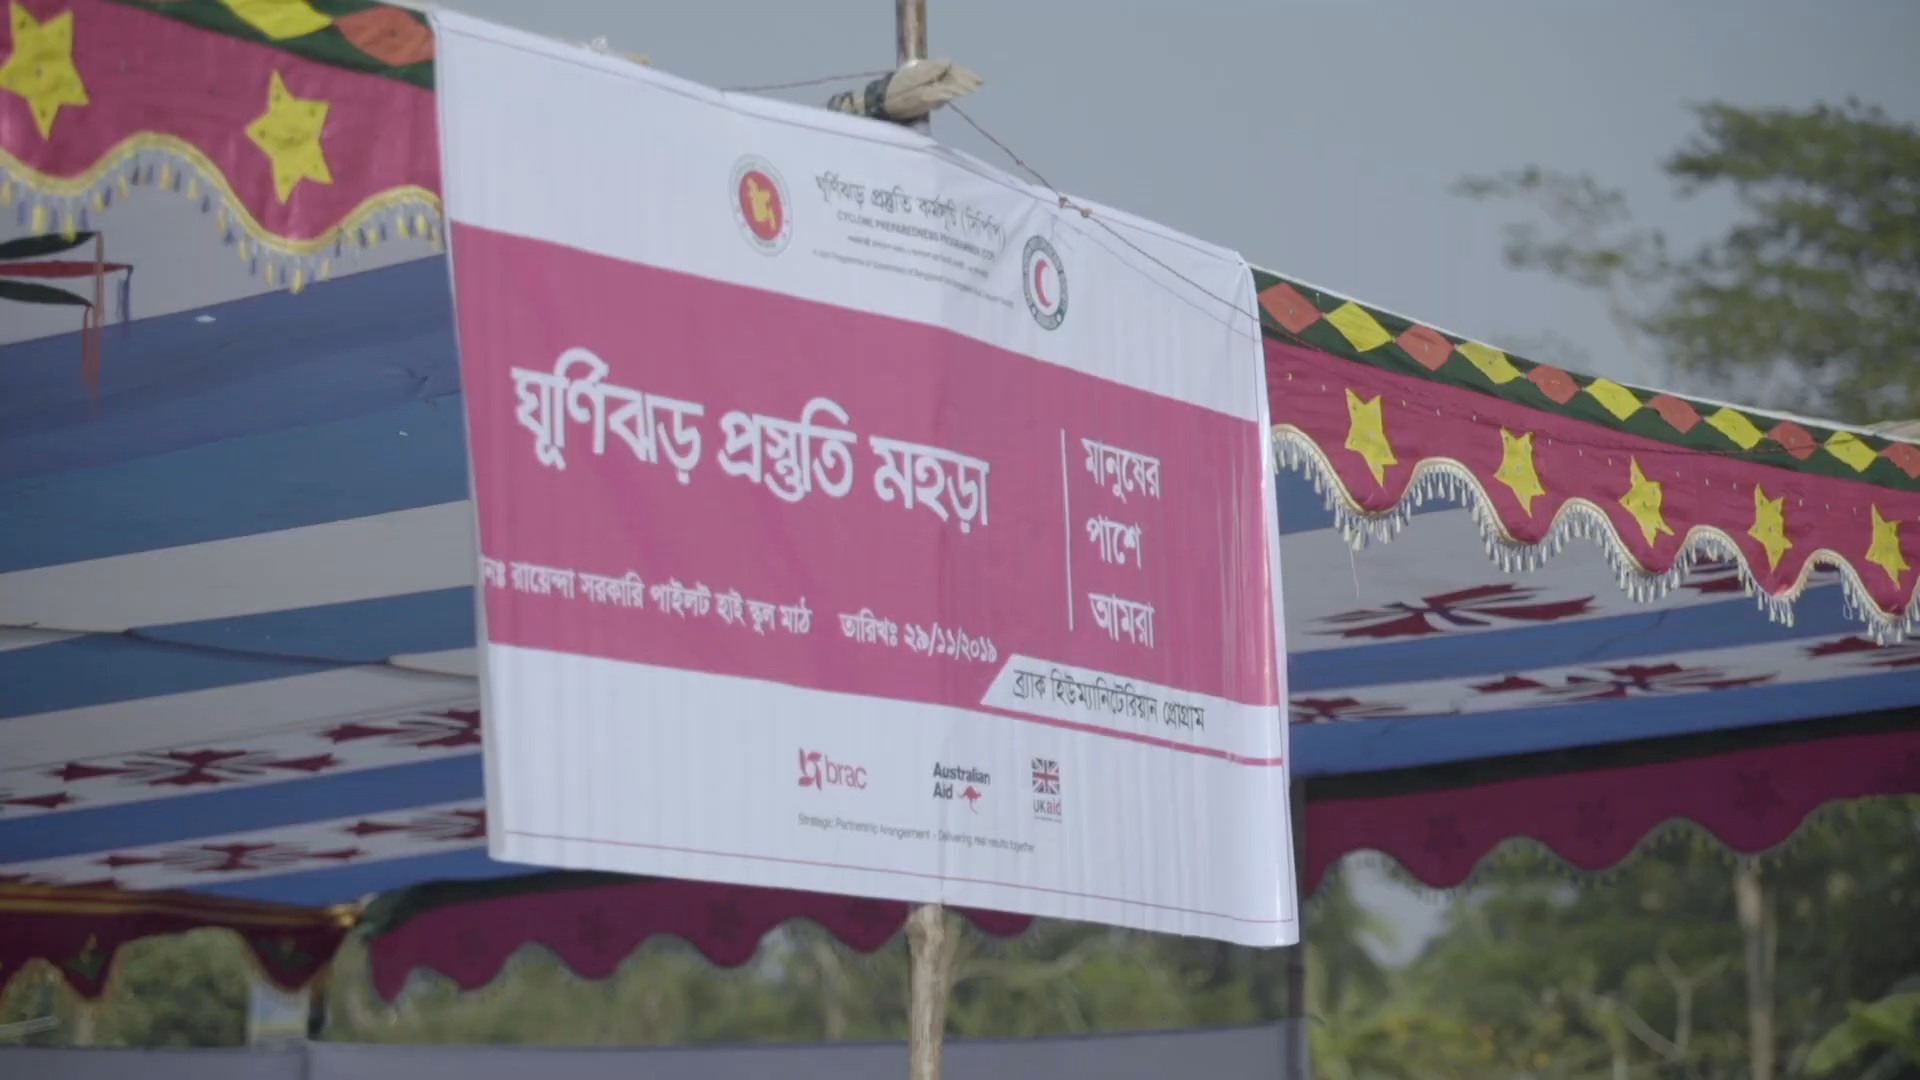 ঘূর্ণিঝড় প্রস্তুতি কর্মসূচি (সিপিপি)
CYCLONE PREPAREDNESS PROGRAMME (CPP)
ঘূর্ণিঝড় প্রস্তুতি মহড়া
মানুষের
পাশে
আমরা
রায়েন্দা সরকারি পাইলট হাই স্কুল মাঠ তারিখঃ ২৯/১১/২০১৯
ব্র্যাক হিউম্যানিটেরিয়ান প্রোগ্রাম
brac
Australian
Aid
UKaid
Strategic Partnership Arrangement - Delivering real results together